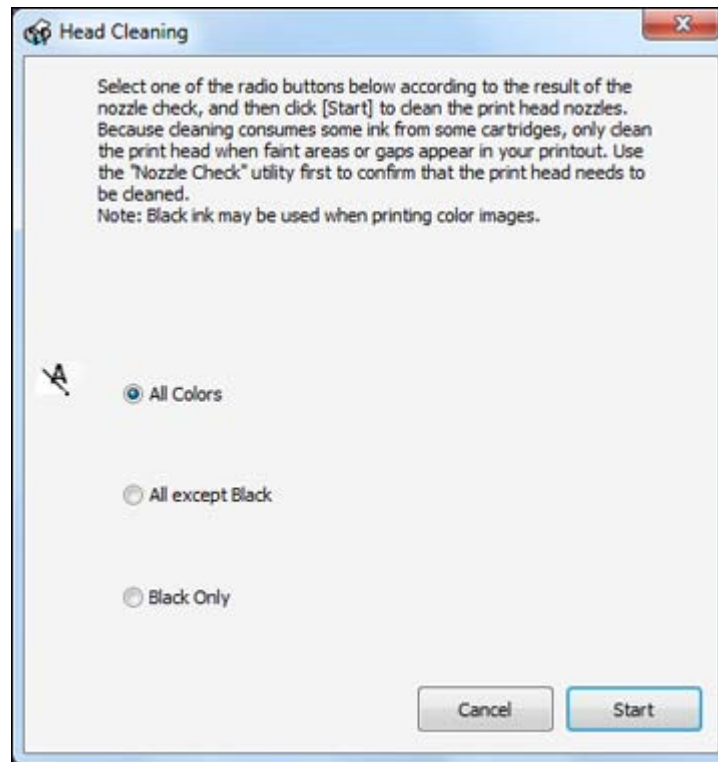 Head Cleaning
Select one of the radio buttons below according to the result of the
nozzle check, and then click [Start] to clean the print head nozzles.
Because cleaning consumes some ink from some cartridges, only clean
the print head when faint areas or gaps appear in your printout. Use
the "Nozzle Check" utility first to confirm that the print head needs to
be cleaned.
Note: Black ink may be used when printing color images.
A
All Colors
All except Black
Black Only
Cancel
Start